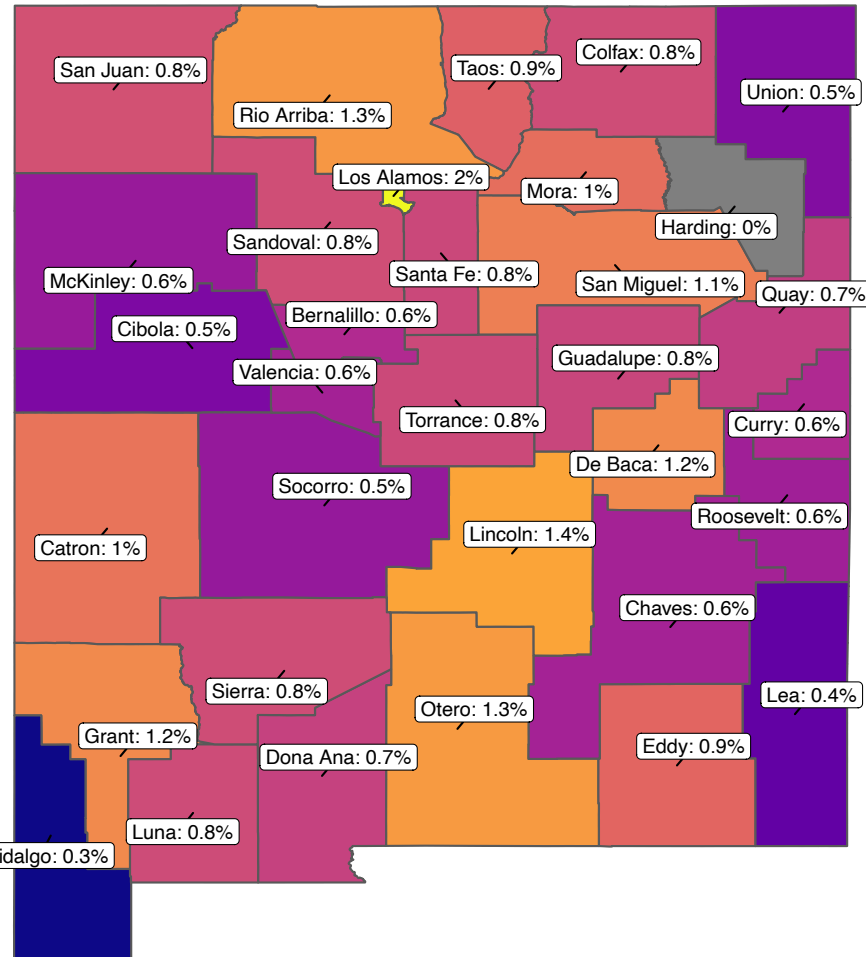 San Juan: 0.8%
Taos: 0.9%
Colfax: 0.8%
Union: 0.5%
Rio Arriba: 1.3%
Los Alamos: 2%
Mora: 1%
Harding: 0%
Sandoval: 0.8%
Santa Fe: 0.8%
San Miguel: 1.1%
McKinley: 0.6%
Quay: 0.7%
Cibola: 0.5%
Bernalillo: 0.6%
Guadalupe: 0.8%
Valencia: 0.6%
Torrance: 0.8%
Curry: 0.6%
De Baca: 1.2%
Socorro: 0.5%
Roosevelt: 0.6%
Lincoln: 1.4%
Catron: 1%
Chaves: 0.6%
Sierra: 0.8%
Lea: 0.4%
Otero: 1.3%
Grant: 1.2%
Eddy: 0.9%
Dona Ana: 0.7%
Luna: 0.8%
idalgo: 0.3%